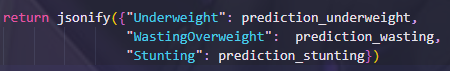 return jsonify({"Underweight": prediction_underweight,
"WastingOverweight":  prediction_wasting,
"Stunting": prediction_stunting})